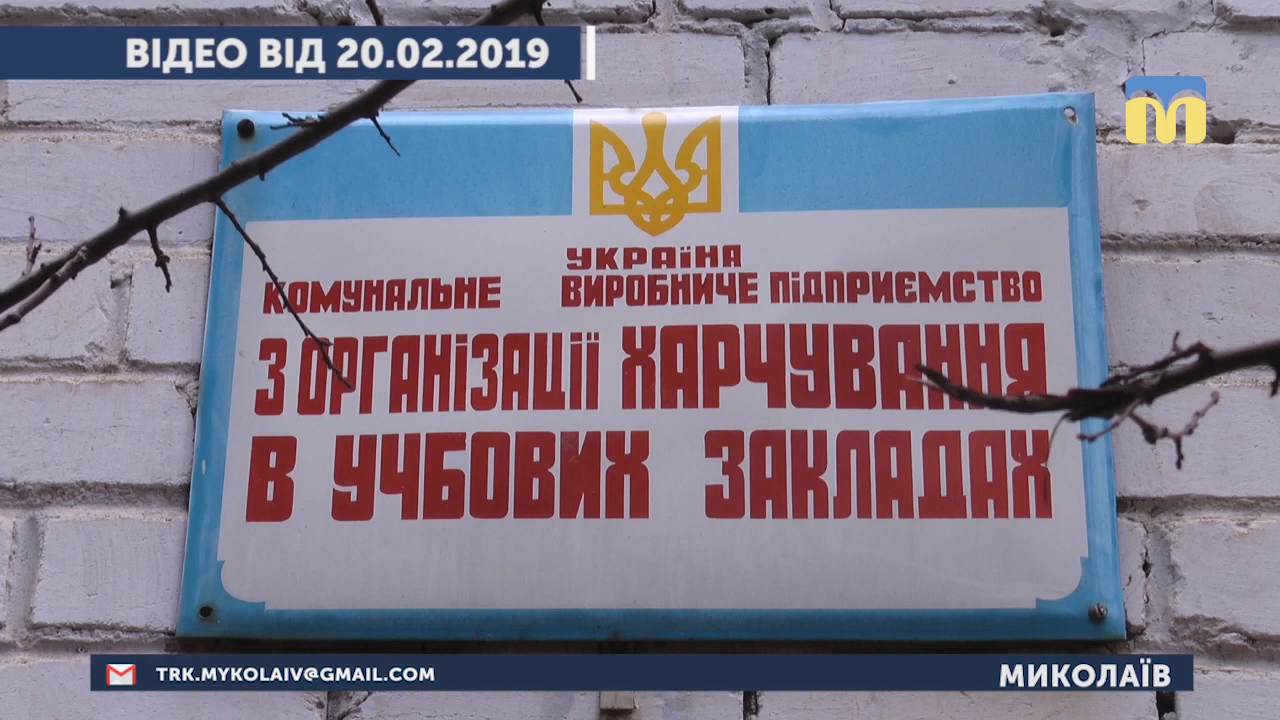 ВІДЕО ВІД 20.02.2019
УКРАЇНА
КОМУНАЛЬНЕ ВИРОБНИЧЕ ПІДПРИЄМСТВО
З ОРГАНІЗАЦІЇ ХАРЧУВАННЯ
В УЧБОВИХ ЗАКЛАДАХ
TRK.MYKOLAIV@GMAIL.COM
МИКОЛАЇВ